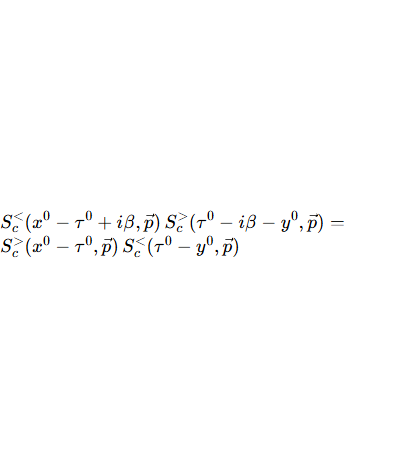 S_c^<(x^0 − τ^0 + iβ, p⃗) S_c^>(τ^0 − iβ − y^0, p⃗) =
S_c^>(x^0 − τ^0, p⃗) S_c^<(τ^0 − y^0, p⃗)